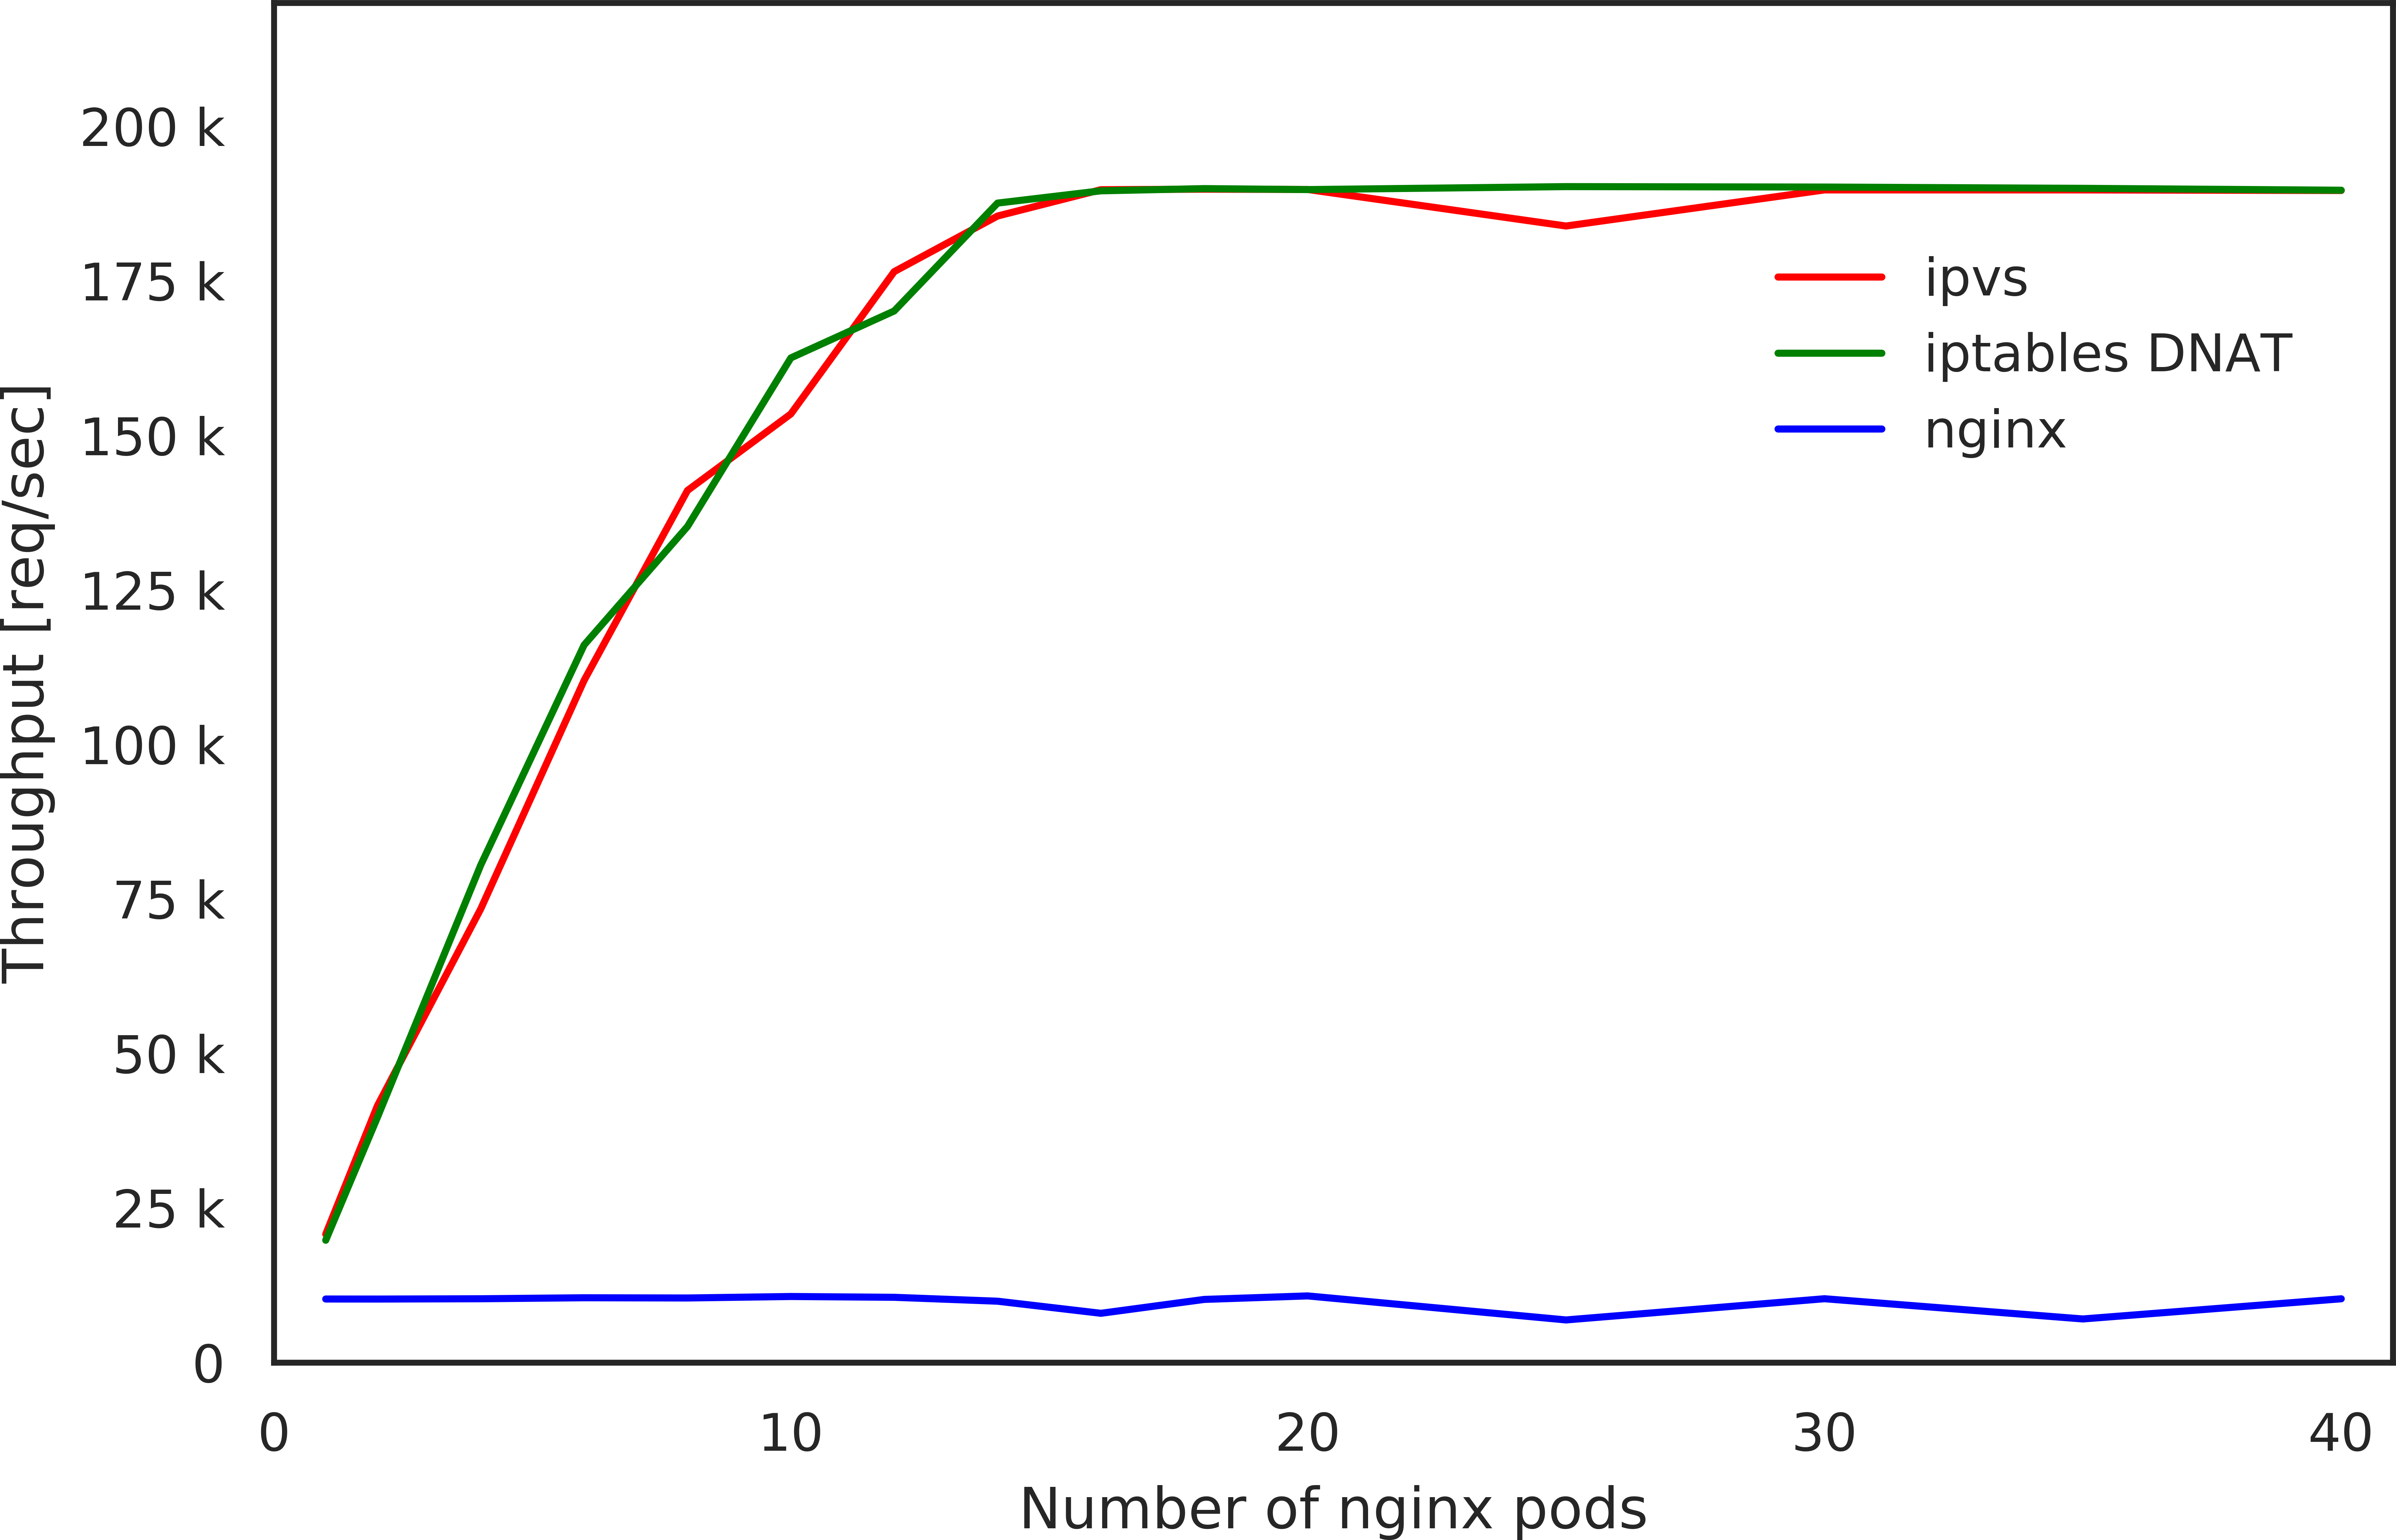 200 k
175 k
150 k
125 k
100 k
75 k
50 k
25 k
0
Throughput [req/sec]
ipvs
iptables DNAT
nginx
0 10 20 30 40
Number of nginx pods